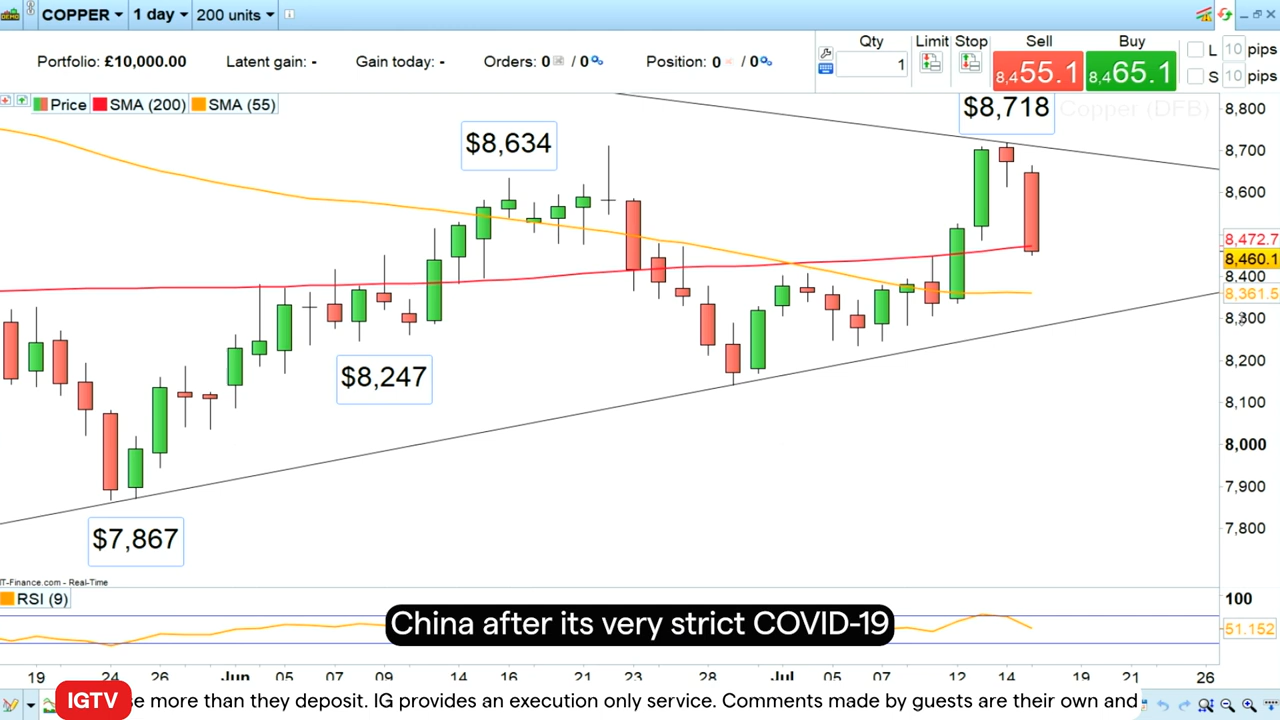 COPPER 1 day 200 units
Portfolio: £10,000.00 Latent gain: - Gain today: - Orders: 0 / 0 Position: 0 / 0
Qty Limit Stop Sell Buy
1 8,455.1 8,465.1
L 10 pips
S 10 pips
Price SMA (200) SMA (55)
Copper (DFB)
$8,718
$8,634
$8,247
$7,867
8,800
8,700
8,600
8,472.7
8,460.1
8,400
8,361.5
8,300
8,200
8,100
8,000
7,900
7,800
IT-Finance.com - Real-Time
RSI (9)
100
51.152
China after its very strict COVID-19
19 24 26 Jun 05 07 09 14 16 21 23 28 Jul 05 07 12 14 19 21 26
IGTV
se more than they deposit. IG provides an execution only service. Comments made by guests are their own and